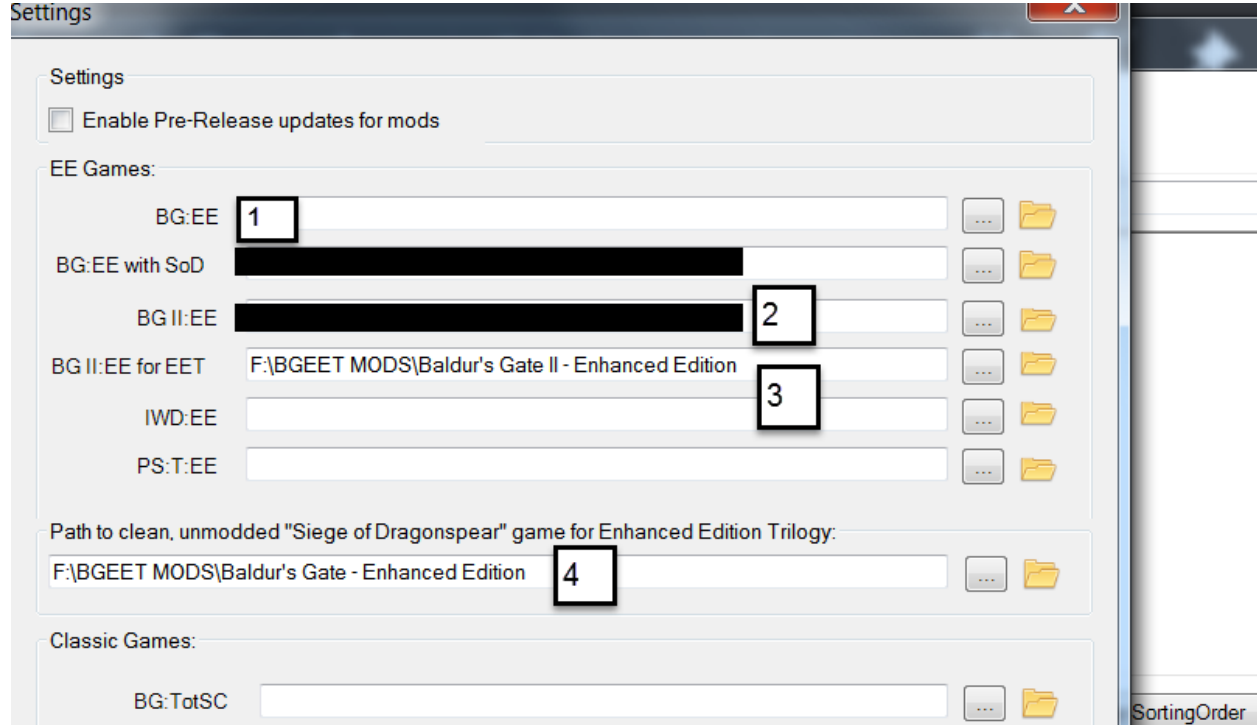 Settings
Settings
Enable Pre-Release updates for mods
EE Games:
BG:EE 1 ...
BG:EE with SoD ...
BG II:EE 2 ...
BG II:EE for EET F:\BGEET MODS\Baldur's Gate II - Enhanced Edition ...
3
IWD:EE ...
PS:T:EE ...
Path to clean, unmodded "Siege of Dragonspear" game for Enhanced Edition Trilogy:
F:\BGEET MODS\Baldur's Gate - Enhanced Edition 4 ...
Classic Games:
BG:TotSC ...
SortingOrder